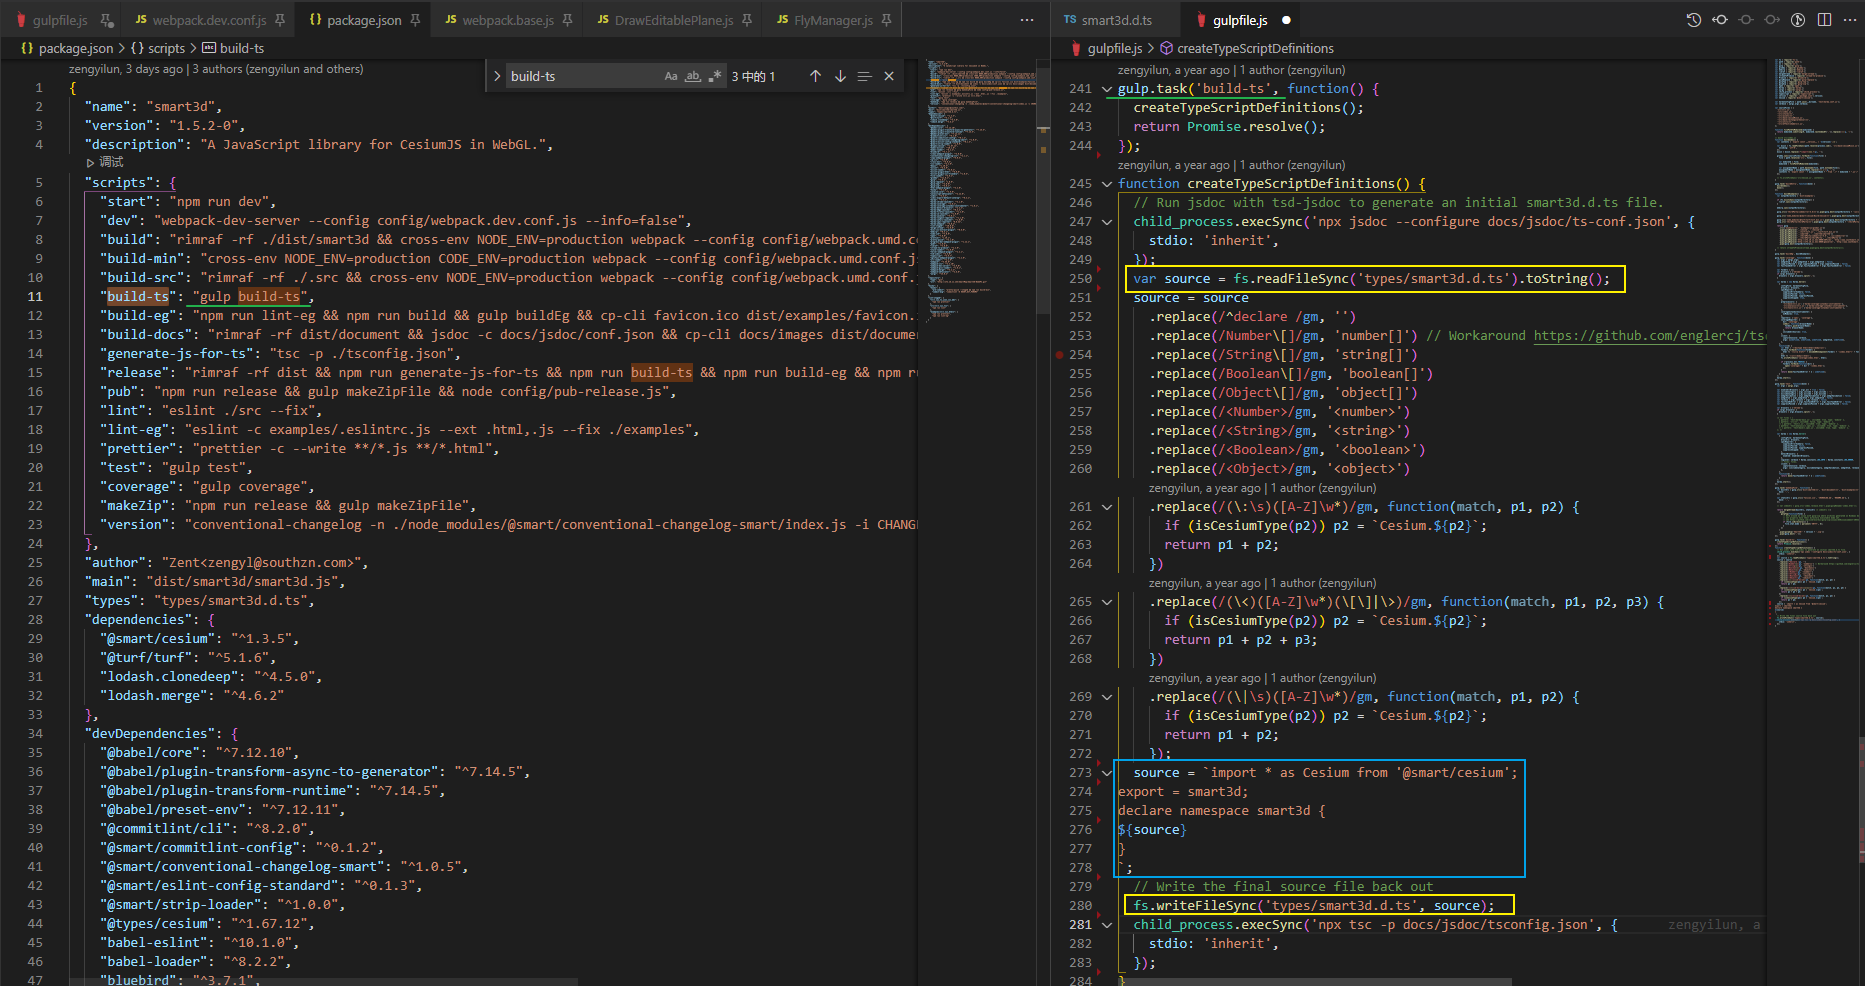 gulpfile.js
JS webpack.dev.conf.js
{} package.json
JS webpack.base.js
JS DrawEditablePlane.js
JS FlyManager.js
···
TS smart3d.d.ts
gulpfile.js ●
{} package.json > {} scripts > build-ts
gulpfile.js > createTypeScriptDefinitions
build-ts
Aa ab .* 3 中的 1
zengyilun, 3 days ago | 3 authors (zengyilun and others)
1 {
2 "name": "smart3d",
3 "version": "1.5.2-0",
4 "description": "A JavaScript library for CesiumJS in WebGL.",
▷ 调试
5 "scripts": {
6 "start": "npm run dev",
7 "dev": "webpack-dev-server --config config/webpack.dev.conf.js --info=false",
8 "build": "rimraf -rf ./dist/smart3d && cross-env NODE_ENV=production webpack --config config/webpack.umd.co
9 "build-min": "cross-env NODE_ENV=production CODE_ENV=production webpack --config config/webpack.umd.conf.js
10 "build-src": "rimraf -rf ./.src && cross-env NODE_ENV=production webpack --config config/webpack.umd.conf.
11 "build-ts": "gulp build-ts",
12 "build-eg": "npm run lint-eg && npm run build && gulp buildEg && cp-cli favicon.ico dist/examples/favicon.i
13 "build-docs": "rimraf -rf dist/document && jsdoc -c docs/jsdoc/conf.json && cp-cli docs/images dist/documen
14 "generate-js-for-ts": "tsc -p ./tsconfig.json",
15 "release": "rimraf -rf dist && npm run generate-js-for-ts && npm run build-ts && npm run build-eg && npm ru
16 "pub": "npm run release && gulp makeZipFile && node config/pub-release.js",
17 "lint": "eslint ./src --fix",
18 "lint-eg": "eslint -c examples/.eslintrc.js --ext .html,.js --fix ./examples",
19 "prettier": "prettier -c --write **/*.js **/*.html",
20 "test": "gulp test",
21 "coverage": "gulp coverage",
22 "makeZip": "npm run release && gulp makeZipFile",
23 "version": "conventional-changelog -n ./node_modules/@smart/conventional-changelog-smart/index.js -i CHANG
24 },
25 "author": "Zent<zengyl@southzn.com>",
26 "main": "dist/smart3d/smart3d.js",
27 "types": "types/smart3d.d.ts",
28 "dependencies": {
29 "@smart/cesium": "^1.3.5",
30 "@turf/turf": "^5.1.6",
31 "lodash.clonedeep": "^4.5.0",
32 "lodash.merge": "^4.6.2"
33 },
34 "devDependencies": {
35 "@babel/core": "^7.12.10",
36 "@babel/plugin-transform-async-to-generator": "^7.14.5",
37 "@babel/plugin-transform-runtime": "^7.14.5",
38 "@babel/preset-env": "^7.12.11",
39 "@commitlint/cli": "^8.2.0",
40 "@smart/commitlint-config": "^0.1.2",
41 "@smart/conventional-changelog-smart": "^1.0.5",
42 "@smart/eslint-config-standard": "^0.1.3",
43 "@smart/strip-loader": "^1.0.0",
44 "@types/cesium": "^1.67.12",
45 "babel-eslint": "^10.1.0",
46 "babel-loader": "^8.2.2",
47 "bluebird": "^3.7.1",
zengyilun, a year ago | 1 author (zengyilun)
241 gulp.task('build-ts', function() {
242 createTypeScriptDefinitions();
243 return Promise.resolve();
244 });
zengyilun, a year ago | 1 author (zengyilun)
245 function createTypeScriptDefinitions() {
246 // Run jsdoc with tsd-jsdoc to generate an initial smart3d.d.ts file.
247 child_process.execSync('npx jsdoc --configure docs/jsdoc/ts-conf.json', {
248 stdio: 'inherit',
249 });
250 var source = fs.readFileSync('types/smart3d.d.ts').toString();
251 source = source
252 .replace(/^declare /gm, '')
253 .replace(/Number\[]/gm, 'number[]') // Workaround https://github.com/englercj/tsd
254 .replace(/String\[]/gm, 'string[]')
255 .replace(/Boolean\[]/gm, 'boolean[]')
256 .replace(/Object\[]/gm, 'object[]')
257 .replace(/<Number>/gm, '<number>')
258 .replace(/<String>/gm, '<string>')
259 .replace(/<Boolean>/gm, '<boolean>')
260 .replace(/<Object>/gm, '<object>')
zengyilun, a year ago | 1 author (zengyilun)
261 .replace(/(\:\s)([A-Z]\w*)/gm, function(match, p1, p2) {
262 if (isCesiumType(p2)) p2 = `Cesium.${p2}`;
263 return p1 + p2;
264 })
zengyilun, a year ago | 1 author (zengyilun)
265 .replace(/(\<)([A-Z]\w*)(\[\]|\>)/gm, function(match, p1, p2, p3) {
266 if (isCesiumType(p2)) p2 = `Cesium.${p2}`;
267 return p1 + p2 + p3;
268 })
zengyilun, a year ago | 1 author (zengyilun)
269 .replace(/(\|\s)([A-Z]\w*)/gm, function(match, p1, p2) {
270 if (isCesiumType(p2)) p2 = `Cesium.${p2}`;
271 return p1 + p2;
272 });
273 source = `import * as Cesium from '@smart/cesium';
274 export = smart3d;
275 declare namespace smart3d {
276 ${source}
277 }
278 `;
279 // Write the final source file back out
280 fs.writeFileSync('types/smart3d.d.ts', source);
281 child_process.execSync('npx tsc -p docs/jsdoc/tsconfig.json', { zengyilun, a
282 stdio: 'inherit',
283 });
284 }